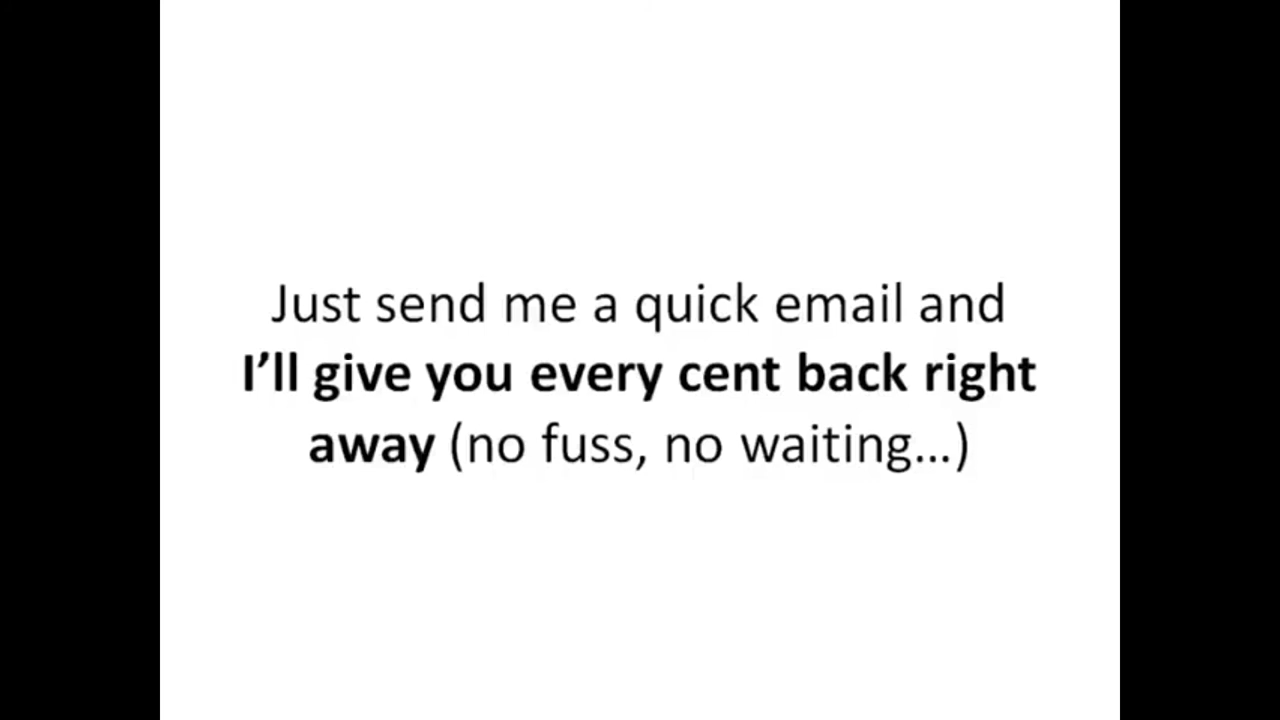 Just send me a quick email and
I’ll give you every cent back right
away (no fuss, no waiting…)